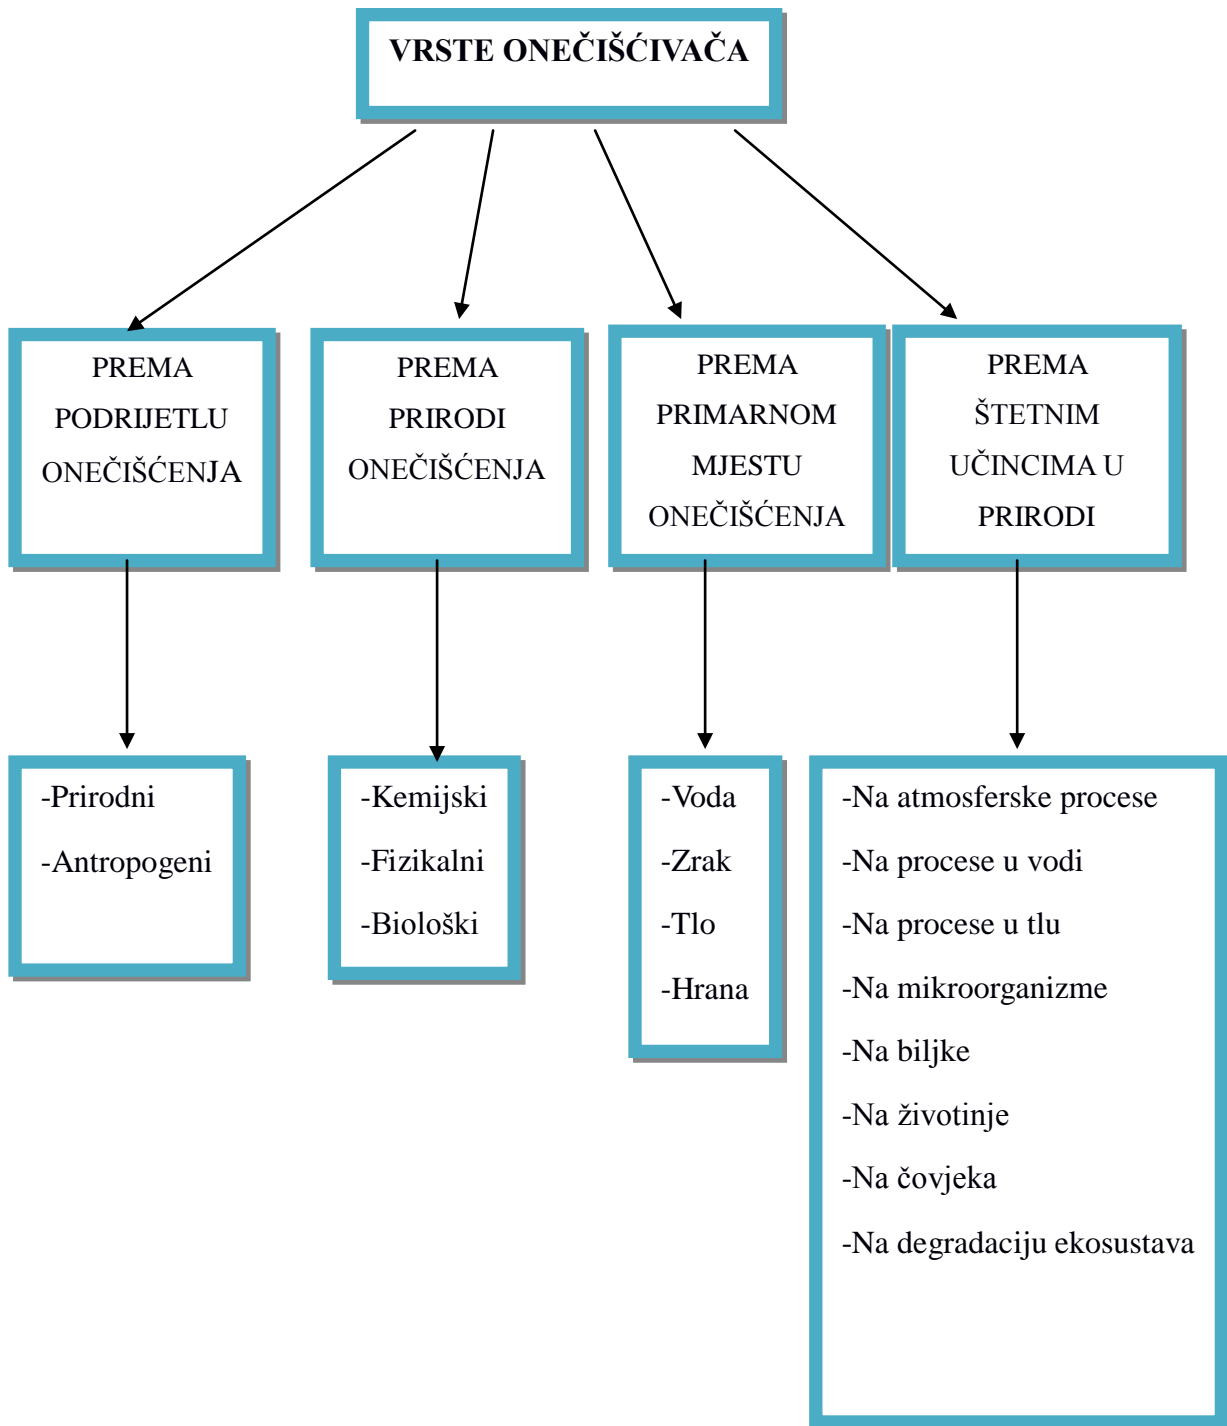 VRSTE ONEČIŠĆIVAČA
PREMA
PODRIJETLU
ONEČIŠĆENJA
PREMA
PRIRODI
ONEČIŠĆENJA
PREMA
PRIMARNOM
MJESTU
ONEČIŠĆENJA
PREMA
ŠTETNIM
UČINCIMA U
PRIRODI
-Prirodni
-Antropogeni
-Kemijski
-Fizikalni
-Biološki
-Voda
-Zrak
-Tlo
-Hrana
-Na atmosferske procese
-Na procese u vodi
-Na procese u tlu
-Na mikroorganizme
-Na biljke
-Na životinje
-Na čovjeka
-Na degradaciju ekosustava